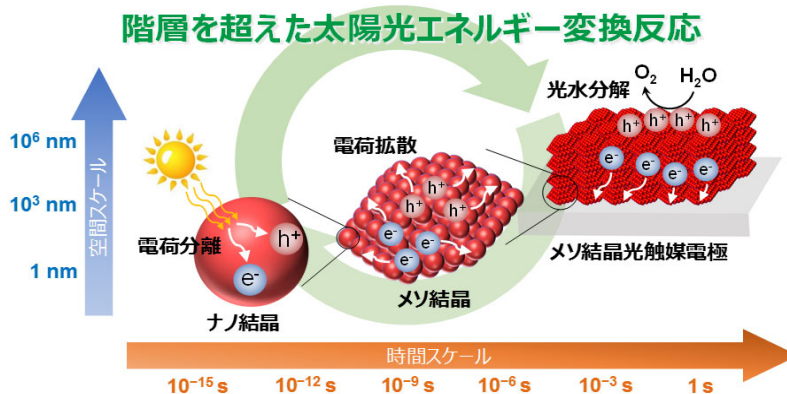 階層を超えた太陽光エネルギー変換反応
O₂ H₂O
光水分解
h⁺ h⁺ h⁺ h⁺
e⁻ e⁻ e⁻ e⁻
メソ結晶光触媒電極
電荷拡散
h⁺ h⁺ h⁺
e⁻ e⁻ e⁻
メソ結晶
電荷分離
h⁺
e⁻
ナノ結晶
空間スケール
10⁶ nm
10³ nm
1 nm
時間スケール
10⁻¹⁵ s 10⁻¹² s 10⁻⁹ s 10⁻⁶ s 10⁻³ s 1 s